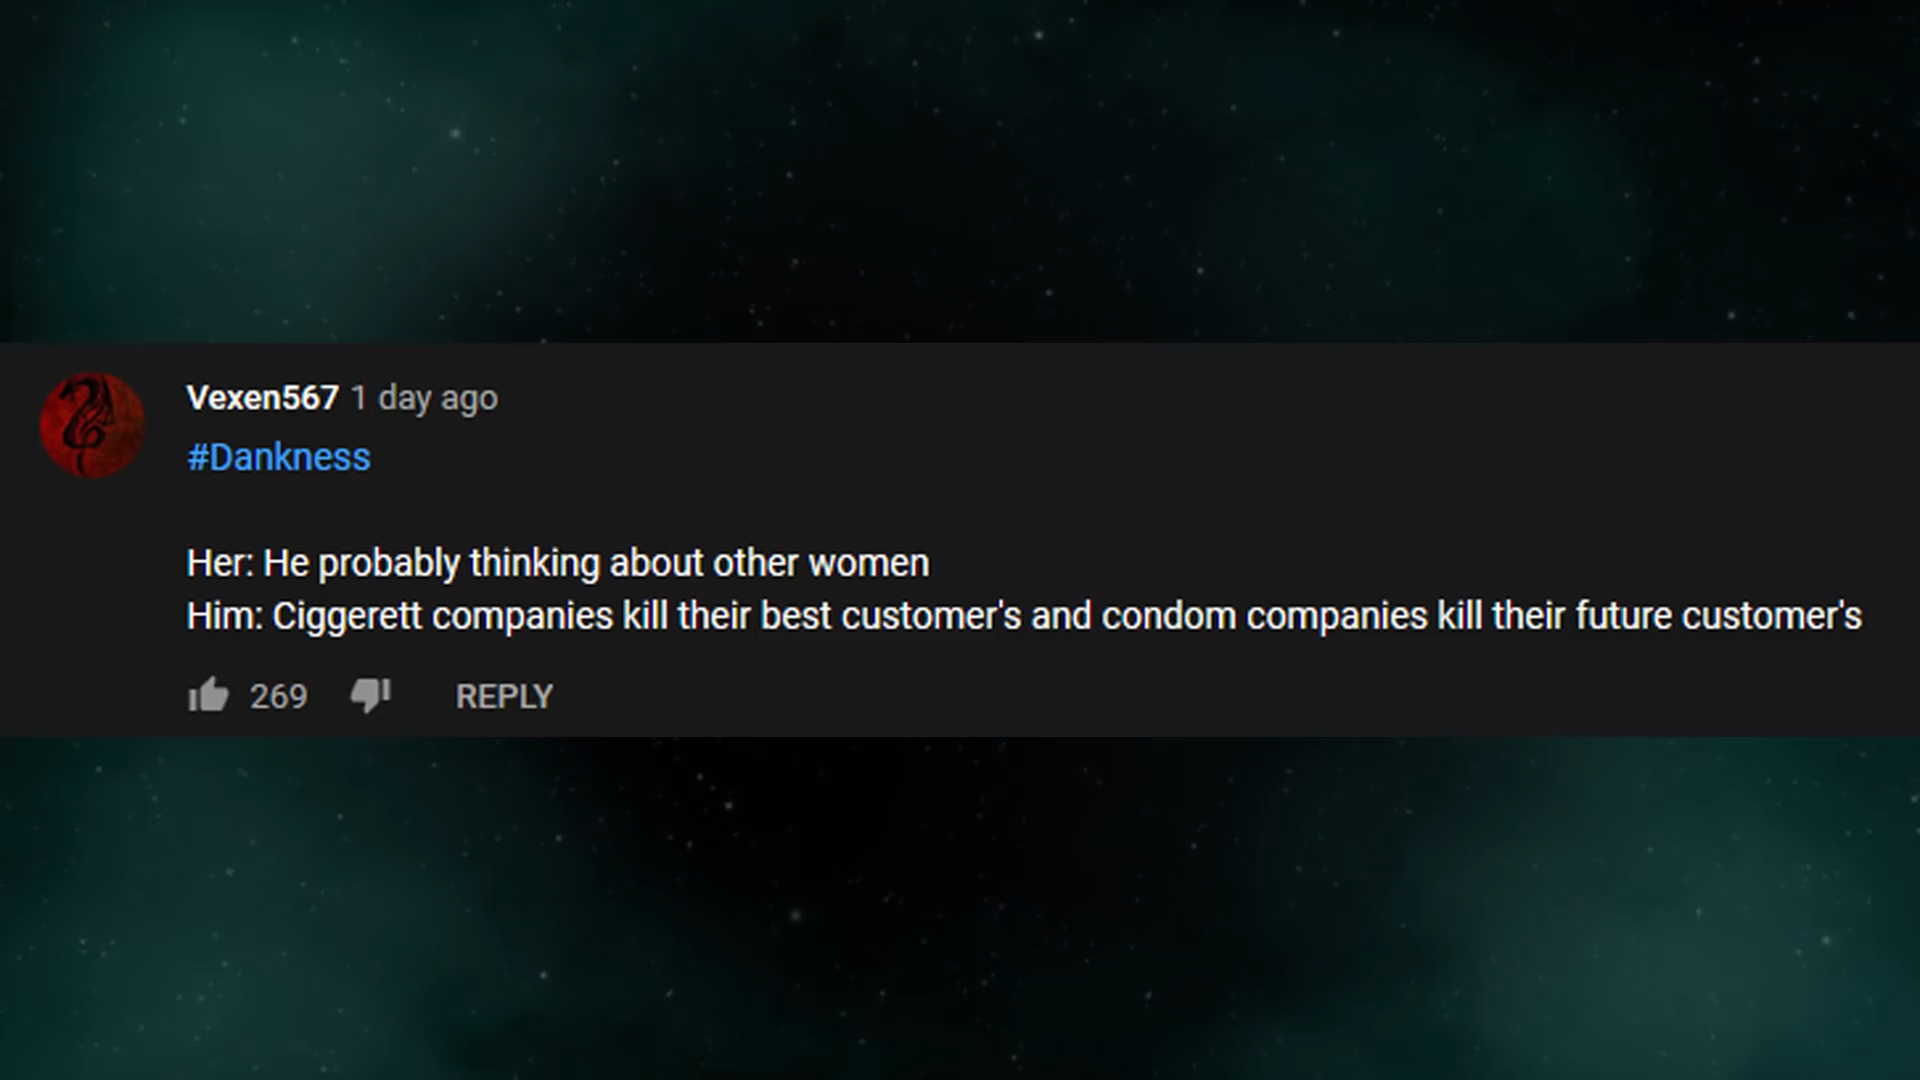 Vexen567 1 day ago
#Dankness
Her: He probably thinking about other women
Him: Ciggerett companies kill their best customer's and condom companies kill their future customer's
269 REPLY